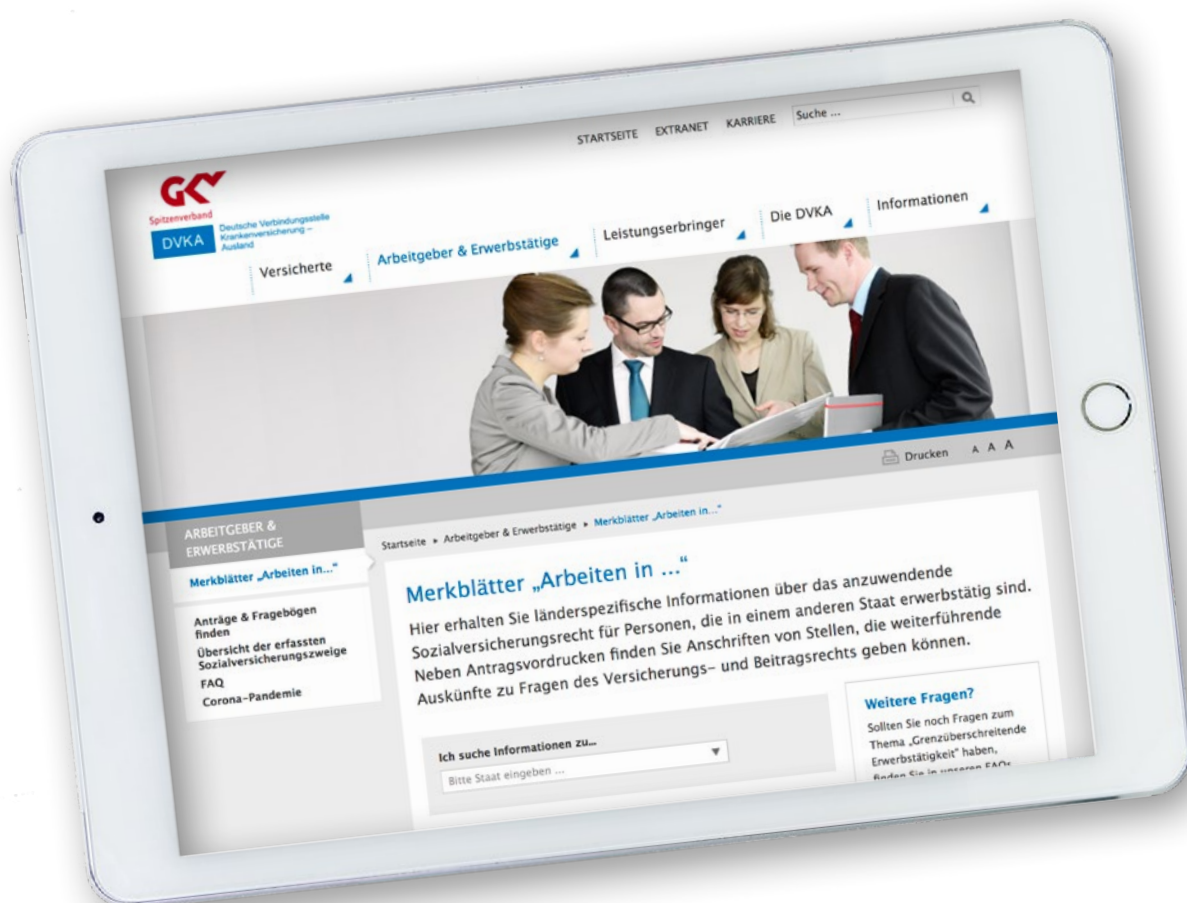 STARTSEITE EXTRANET KARRIERE Suche ...
GKV
Spitzenverband
DVKA
Deutsche Verbindungsstelle
Krankenversicherung –
Ausland
Versicherte Arbeitgeber & Erwerbstätige Leistungserbringer Die DVKA Informationen
Drucken A A A
ARBEITGEBER &
ERWERBSTÄTIGE
Merkblätter „Arbeiten in...“
Anträge & Fragebögen
finden
Übersicht der erfassten
Sozialversicherungszweige
FAQ
Corona-Pandemie
Startseite ▸ Arbeitgeber & Erwerbstätige ▸ Merkblätter „Arbeiten in...“
Merkblätter „Arbeiten in ...“
Hier erhalten Sie länderspezifische Informationen über das anzuwendende
Sozialversicherungsrecht für Personen, die in einem anderen Staat erwerbstätig sind.
Neben Antragsvordrucken finden Sie Anschriften von Stellen, die weiterführende
Auskünfte zu Fragen des Versicherungs- und Beitragsrechts geben können.
Ich suche Informationen zu...
Bitte Staat eingeben ...
Weitere Fragen?
Sollten Sie noch Fragen zum
Thema „Grenzüberschreitende
Erwerbstätigkeit“ haben,
finden Sie in unseren FAQs